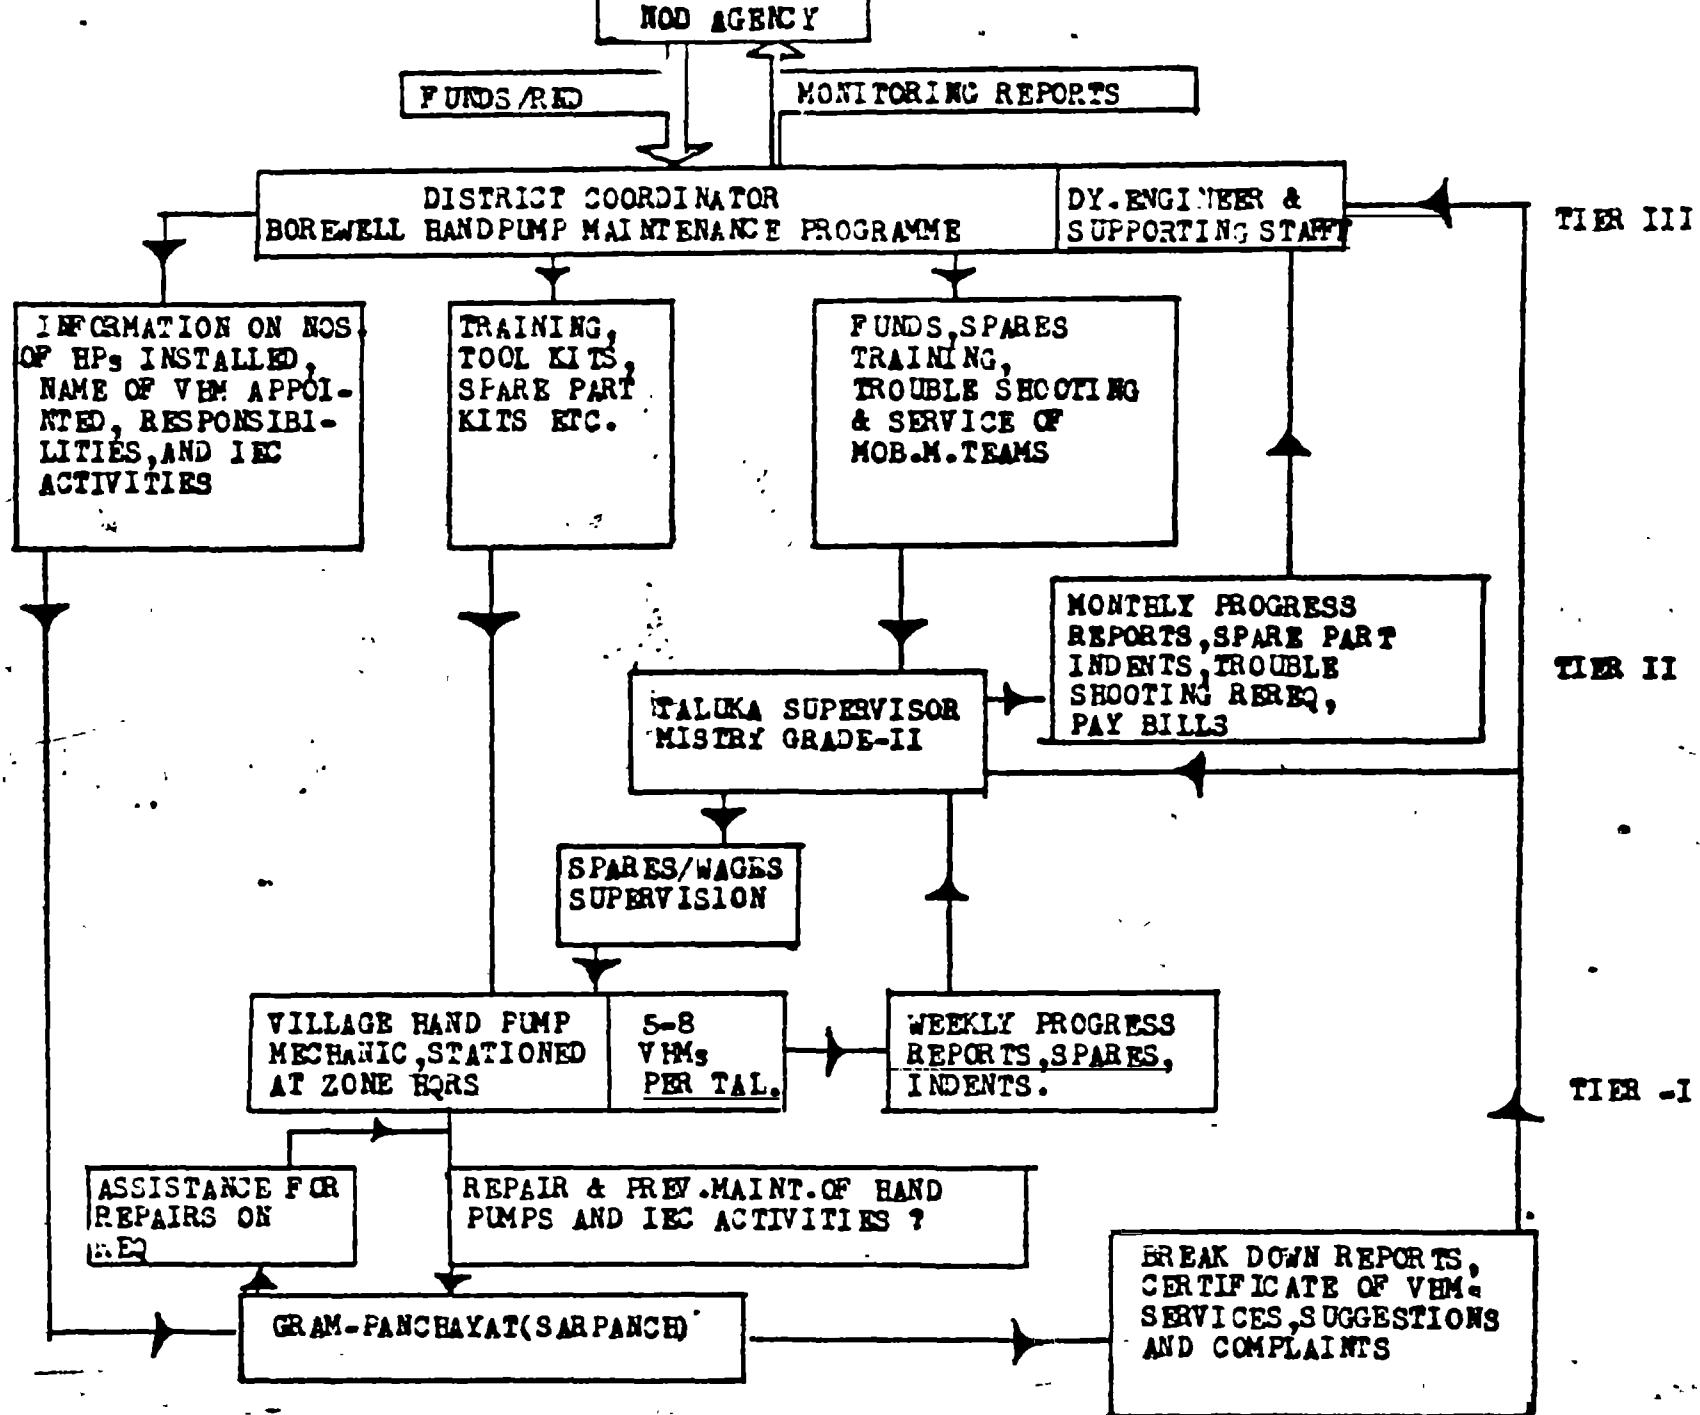 NOD AGENCY
FUNDS/R&D
MONITORING REPORTS
DISTRICT COORDINATOR
BOREWELL HANDPUMP MAINTENANCE PROGRAMME
DY.ENGINEER &
SUPPORTING STAFF
TIER III
INFORMATION ON NOS.
OF HPs INSTALLED,
NAME OF VHM APPOI-
NTED, RESPONSIBI-
LITIES,AND IEC
ACTIVITIES
TRAINING,
TOOL KITS,
SPARE PART
KITS ETC.
FUNDS,SPARES
TRAINING,
TROUBLE SHOOTING
& SERVICE OF
MOB.M.TEAMS
MONTHLY PROGRESS
REPORTS,SPARE PART
INDENTS,TROUBLE
SHOOTING REREQ,
PAY BILLS
TIER II
TALUKA SUPERVISOR
MISTRY GRADE-II
SPARES/WAGES
SUPERVISION
VILLAGE HAND PUMP
MECHANIC,STATIONED
AT ZONE HQRS
5-8
VHMs
PER TAL.
WEEKLY PROGRESS
REPORTS,SPARES,
INDENTS.
TIER -I
ASSISTANCE FOR
REPAIRS ON
REQ
REPAIR & PREV.MAINT.OF HAND
PUMPS AND IEC ACTIVITIES ?
GRAM-PANCHAYAT(SARPANCH)
BREAK DOWN REPORTS,
CERTIFICATE OF VHMs
SERVICES,SUGGESTIONS
AND COMPLAINTS